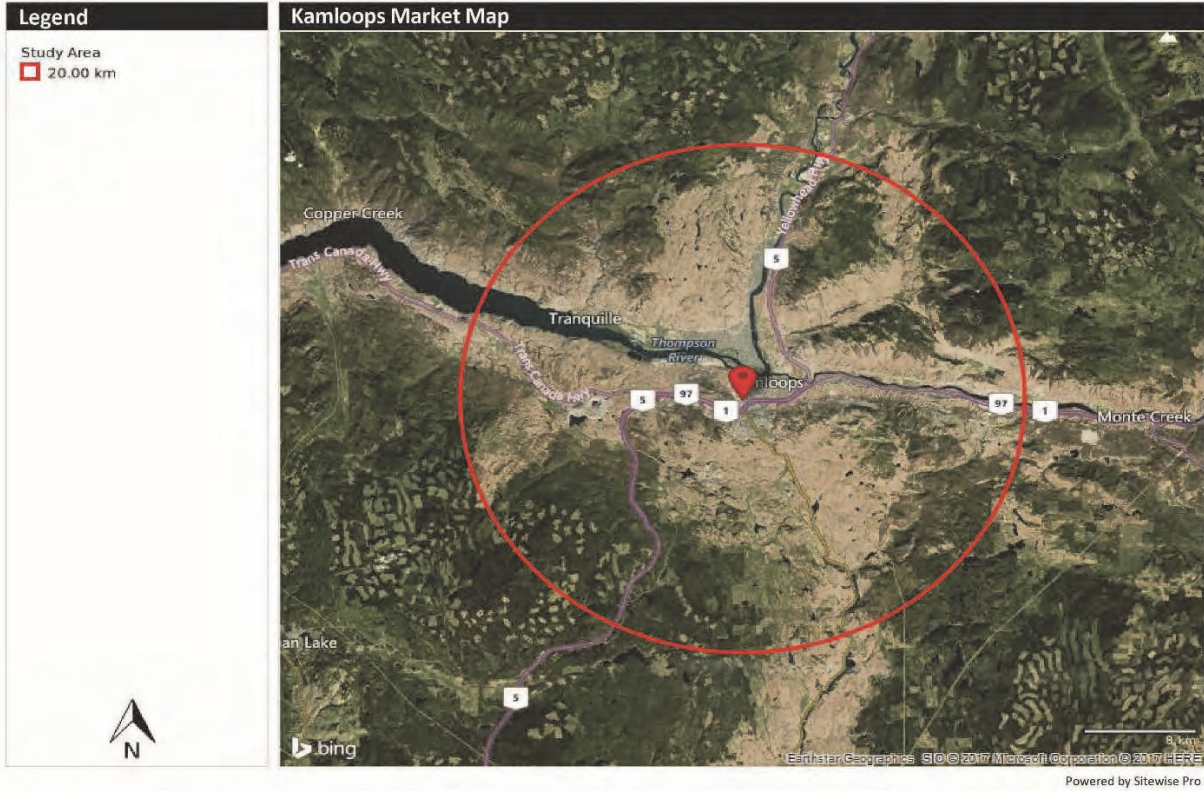 Legend
Study Area
20.00 km
N
Kamloops Market Map
Copper Creek
Trans Canada Hwy
Yellowhead Hwy
5
Tranquille
Thompson
River
Trans Canada Hwy
nloops
5
97
1
97
1
Monte Creek
an Lake
5
bing
8 km
Earthstar Geographics SIO © 2017 Microsoft Corporation © 2017 HERE
Powered by Sitewise Pro